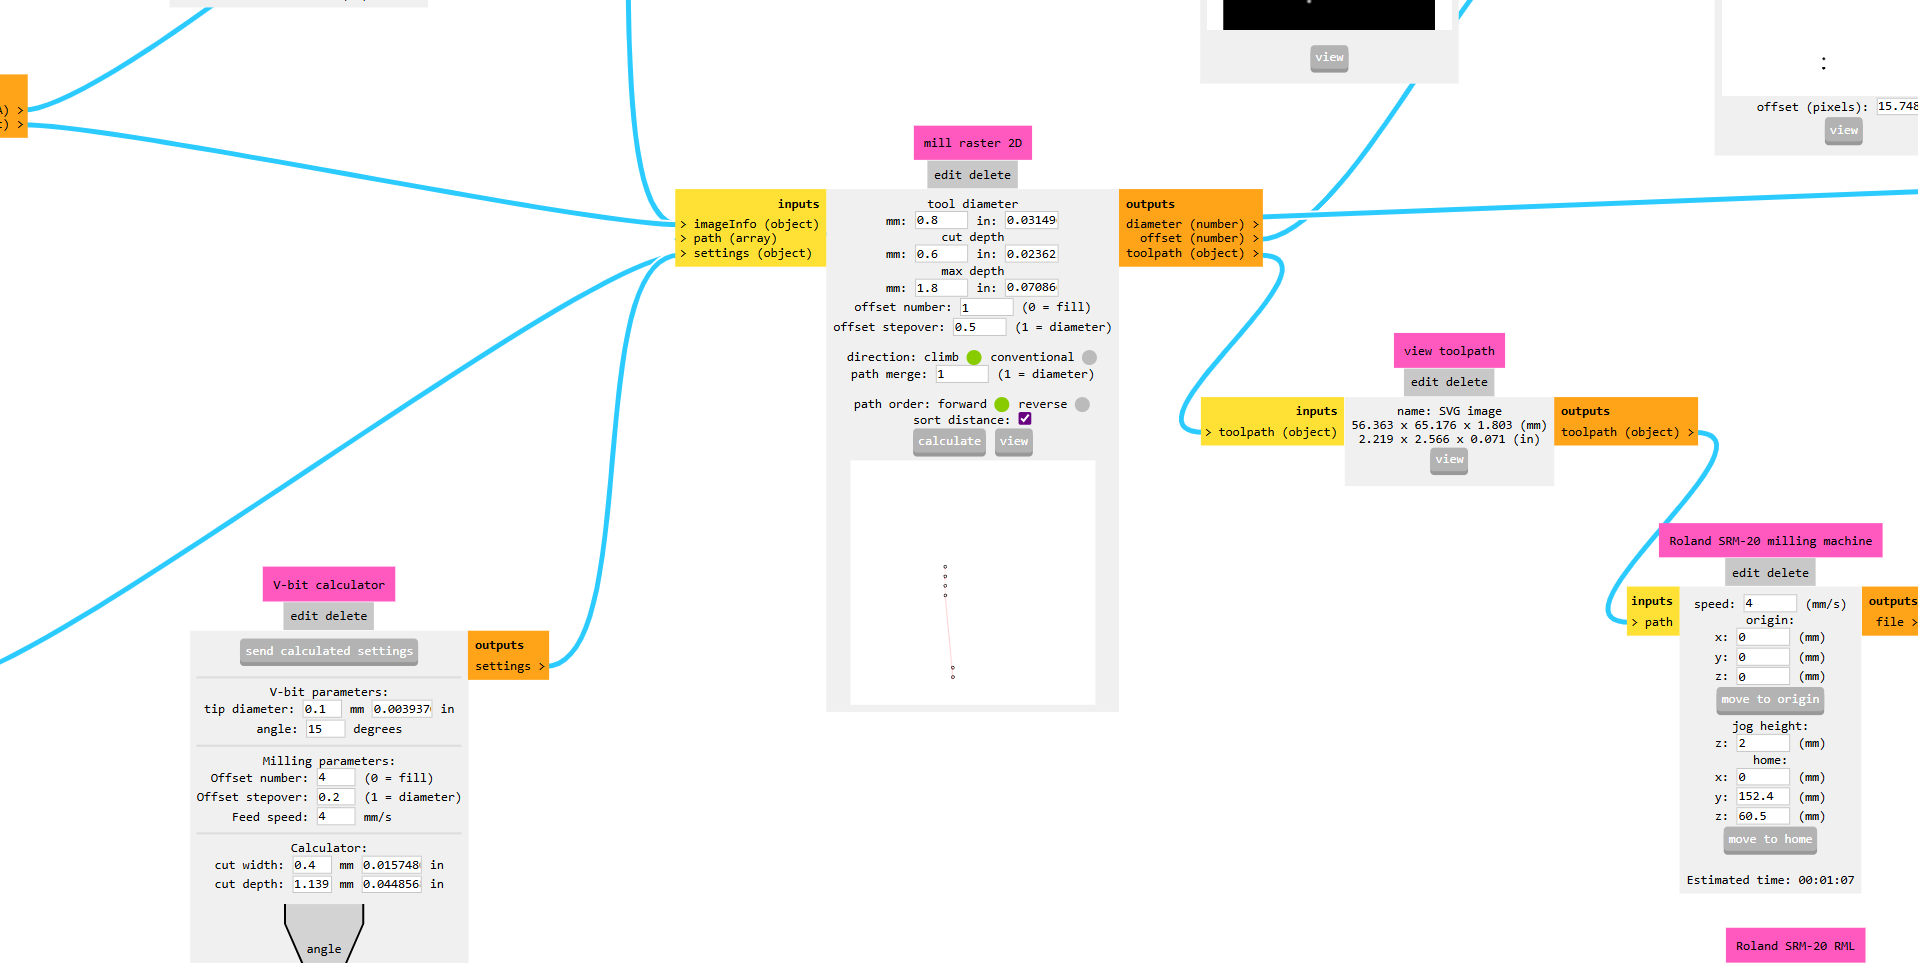 A) >
t) >
view
:
offset (pixels): 15.748
view
mill raster 2D
edit delete
inputs
> imageInfo (object)
> path (array)
> settings (object)
tool diameter
mm: 0.8 in: 0.03149
cut depth
mm: 0.6 in: 0.02362
max depth
mm: 1.8 in: 0.07086
offset number: 1 (0 = fill)
offset stepover: 0.5 (1 = diameter)
direction: climb conventional
path merge: 1 (1 = diameter)
path order: forward reverse
sort distance:
calculate view
outputs
diameter (number) >
offset (number) >
toolpath (object) >
view toolpath
edit delete
inputs
> toolpath (object)
name: SVG image
56.363 x 65.176 x 1.803 (mm)
2.219 x 2.566 x 0.071 (in)
view
outputs
toolpath (object) >
Roland SRM-20 milling machine
edit delete
inputs
> path
speed: 4 (mm/s)
origin:
x: 0 (mm)
y: 0 (mm)
z: 0 (mm)
move to origin
jog height:
z: 2 (mm)
home:
x: 0 (mm)
y: 152.4 (mm)
z: 60.5 (mm)
move to home
Estimated time: 00:01:07
outputs
file >
Roland SRM-20 RML
V-bit calculator
edit delete
send calculated settings
V-bit parameters:
tip diameter: 0.1 mm 0.003937 in
angle: 15 degrees
Milling parameters:
Offset number: 4 (0 = fill)
Offset stepover: 0.2 (1 = diameter)
Feed speed: 4 mm/s
Calculator:
cut width: 0.4 mm 0.015748 in
cut depth: 1.139 mm 0.044856 in
angle
outputs
settings >